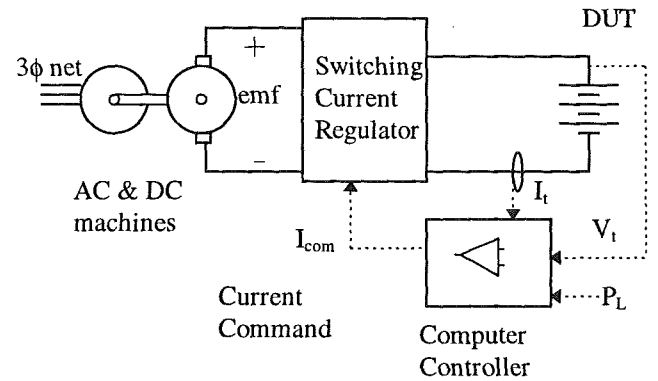 DUT
3ϕ net
+
emf
−
Switching
Current
Regulator
AC & DC
machines
I_t
I_com
V_t
P_L
Current
Command
Computer
Controller